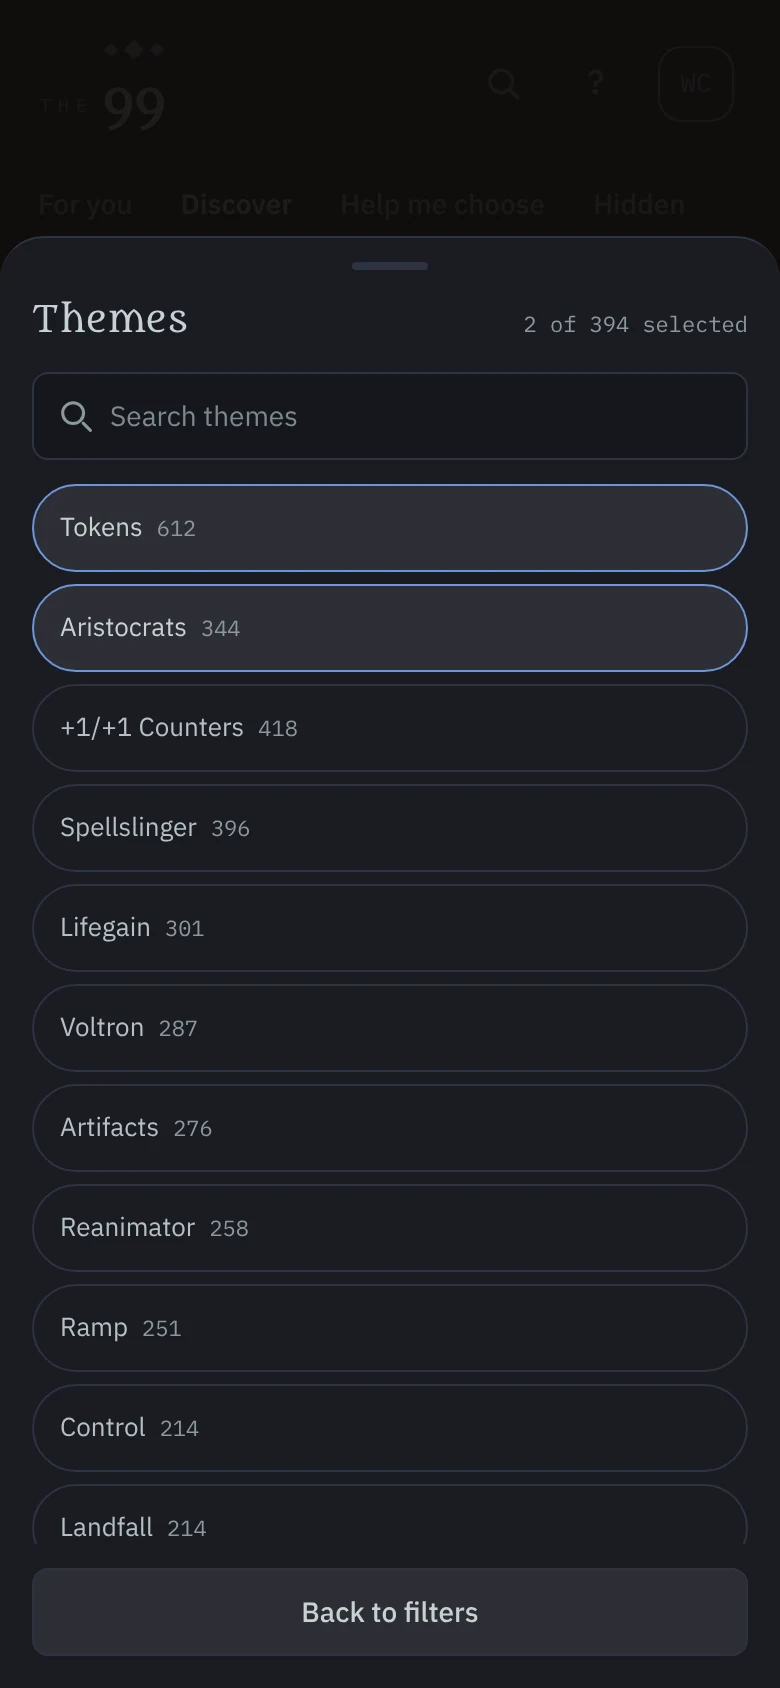 THE 99
?
WC
For you Discover Help me choose Hidden
Themes
2 of 394 selected
Search themes
Tokens 612
Aristocrats 344
+1/+1 Counters 418
Spellslinger 396
Lifegain 301
Voltron 287
Artifacts 276
Reanimator 258
Ramp 251
Control 214
Landfall 214
Back to filters